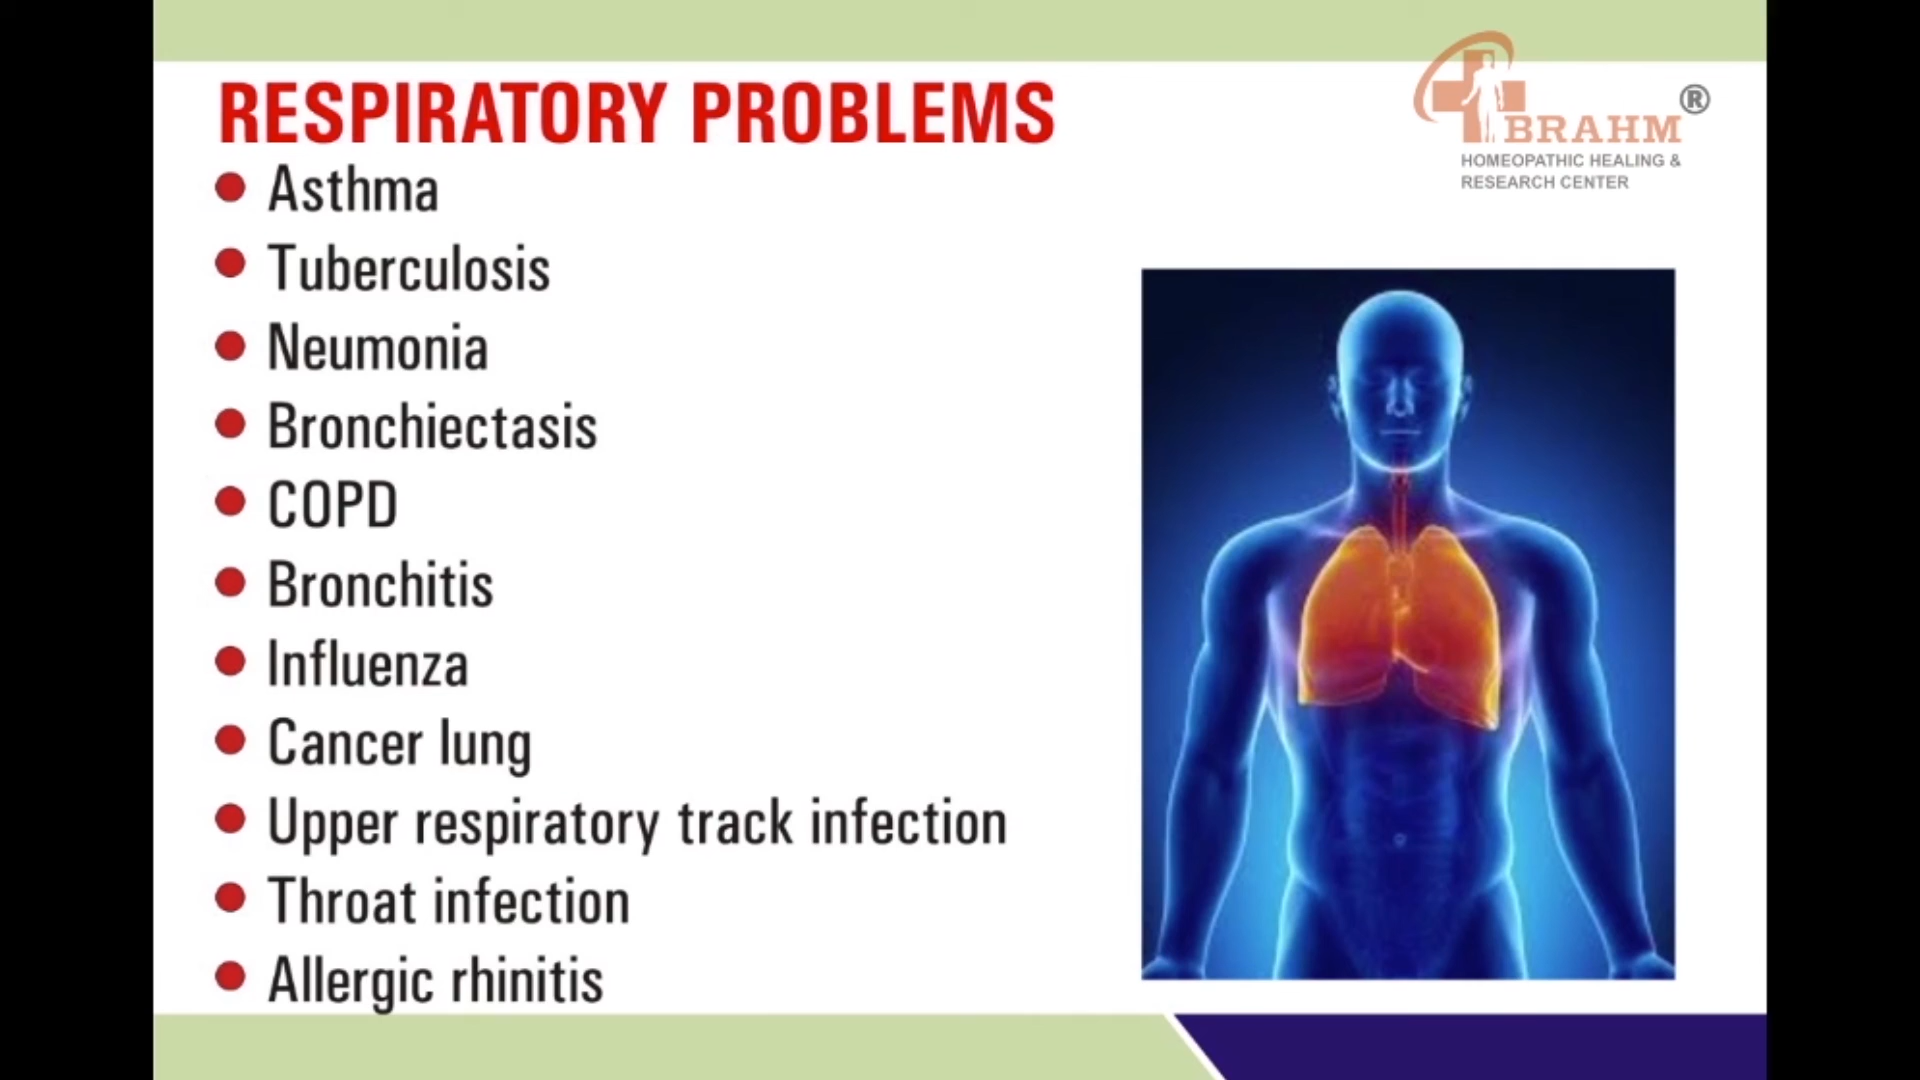 RESPIRATORY PROBLEMS
BRAHM®
HOMEOPATHIC HEALING &
RESEARCH CENTER
• Asthma
• Tuberculosis
• Neumonia
• Bronchiectasis
• COPD
• Bronchitis
• Influenza
• Cancer lung
• Upper respiratory track infection
• Throat infection
• Allergic rhinitis